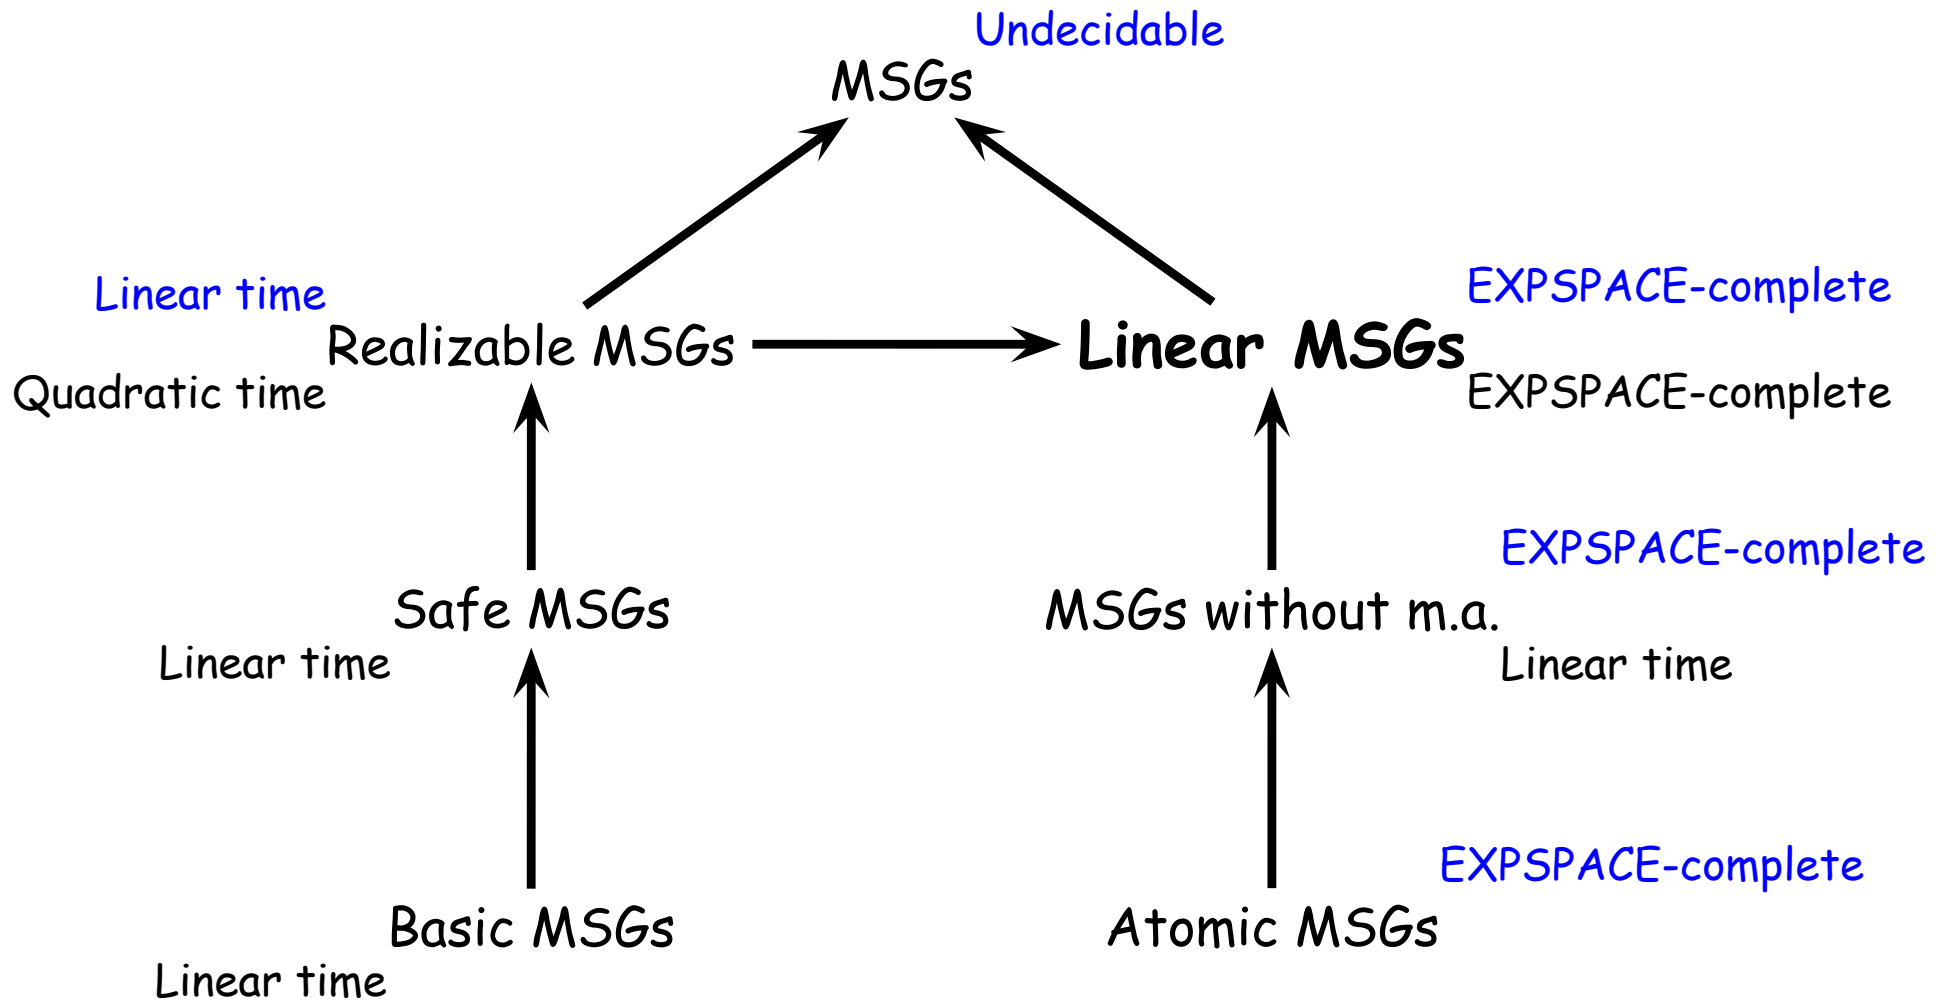 Undecidable
MSGs
Linear time
EXPSPACE-complete
Realizable MSGs
Linear MSGs
Quadratic time
EXPSPACE-complete
EXPSPACE-complete
Safe MSGs
MSGs without m.a.
Linear time
Linear time
EXPSPACE-complete
Basic MSGs
Atomic MSGs
Linear time